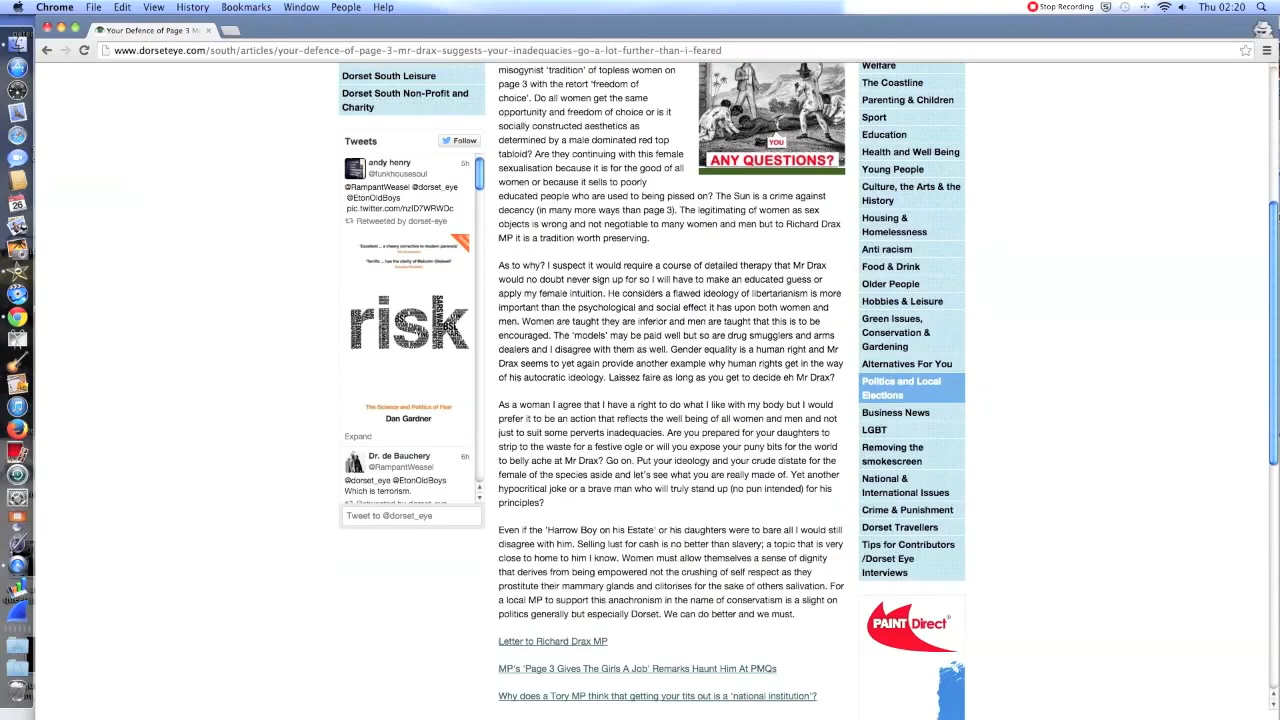 Chrome File Edit View History Bookmarks Window People Help
Stop Recording
Thu 02:20
Your Defence of Page 3 M
www.dorseteye.com/south/articles/your-defence-of-page-3-mr-drax-suggests-your-inadequacies-go-a-lot-further-than-i-feared
Dorset South Leisure
Dorset South Non-Profit and
Charity
Tweets
Follow
andy henry 5h
@funkhousesoul
@RampantWeasel @dorset_eye
@EtonOldBoys
pic.twitter.com/nzID7WRWDc
Retweeted by dorset-eye
'Excellent... a cheery corrective to modern paranoia'
'Terrific... has the clarity of Malcolm Gladwell'
risk
The Science and Politics of Fear
Dan Gardner
Expand
Dr. de Bauchery 6h
@RampantWeasel
@dorset_eye @EtonOldBoys
Which is terrorism.
Retweeted by dorset-eye
Tweet to @dorset_eye
misogynist 'tradition' of topless women on
page 3 with the retort 'freedom of
choice'. Do all women get the same
opportunity and freedom of choice or is it
socially constructed aesthetics as
determined by a male dominated red top
tabloid? Are they continuing with this female
sexualisation because it is for the good of all
women or because it sells to poorly
educated people who are used to being pissed on? The Sun is a crime against
decency (in many more ways than page 3). The legitimating of women as sex
objects is wrong and not negotiable to many women and men but to Richard Drax
MP it is a tradition worth preserving.
As to why? I suspect it would require a course of detailed therapy that Mr Drax
would no doubt never sign up for so I will have to make an educated guess or
apply my female intuition. He considers a flawed ideology of libertarianism is more
important than the psychological and social effect it has upon both women and
men. Women are taught they are inferior and men are taught that this is to be
encouraged. The 'models' may be paid well but so are drug smugglers and arms
dealers and I disagree with them as well. Gender equality is a human right and Mr
Drax seems to yet again provide another example why human rights get in the way
of his autocratic ideology. Laissez faire as long as you get to decide eh Mr Drax?
As a woman I agree that I have a right to do what I like with my body but I would
prefer it to be an action that reflects the well being of all women and men and not
just to suit some perverts inadequacies. Are you prepared for your daughters to
strip to the waste for a festive ogle or will you expose your puny bits for the world
to belly ache at Mr Drax? Go on. Put your ideology and your crude distate for the
female of the species aside and let's see what you are really made of. Yet another
hypocritical joke or a brave man who will truly stand up (no pun intended) for his
principles?
Even if the 'Harrow Boy on his Estate' or his daughters were to bare all I would still
disagree with him. Selling lust for cash is no better than slavery; a topic that is very
close to home to him I know. Women must allow themselves a sense of dignity
that derives from being empowered not the crushing of self respect as they
prostitute their mammary glands and clitorises for the sake of others salivation. For
a local MP to support this anachronism in the name of conservatism is a slight on
politics generally but especially Dorset. We can do better and we must.
Letter to Richard Drax MP
MP's 'Page 3 Gives The Girls A Job' Remarks Haunt Him At PMQs
Why does a Tory MP think that getting your tits out is a 'national institution'?
YOU
ANY QUESTIONS?
Welfare
The Coastline
Parenting & Children
Sport
Education
Health and Well Being
Young People
Culture, the Arts & the
History
Housing &
Homelessness
Anti racism
Food & Drink
Older People
Hobbies & Leisure
Green Issues,
Conservation &
Gardening
Alternatives For You
Politics and Local
Elections
Business News
LGBT
Removing the
smokescreen
National &
International Issues
Crime & Punishment
Dorset Travellers
Tips for Contributors
/Dorset Eye
Interviews
PAINT Direct